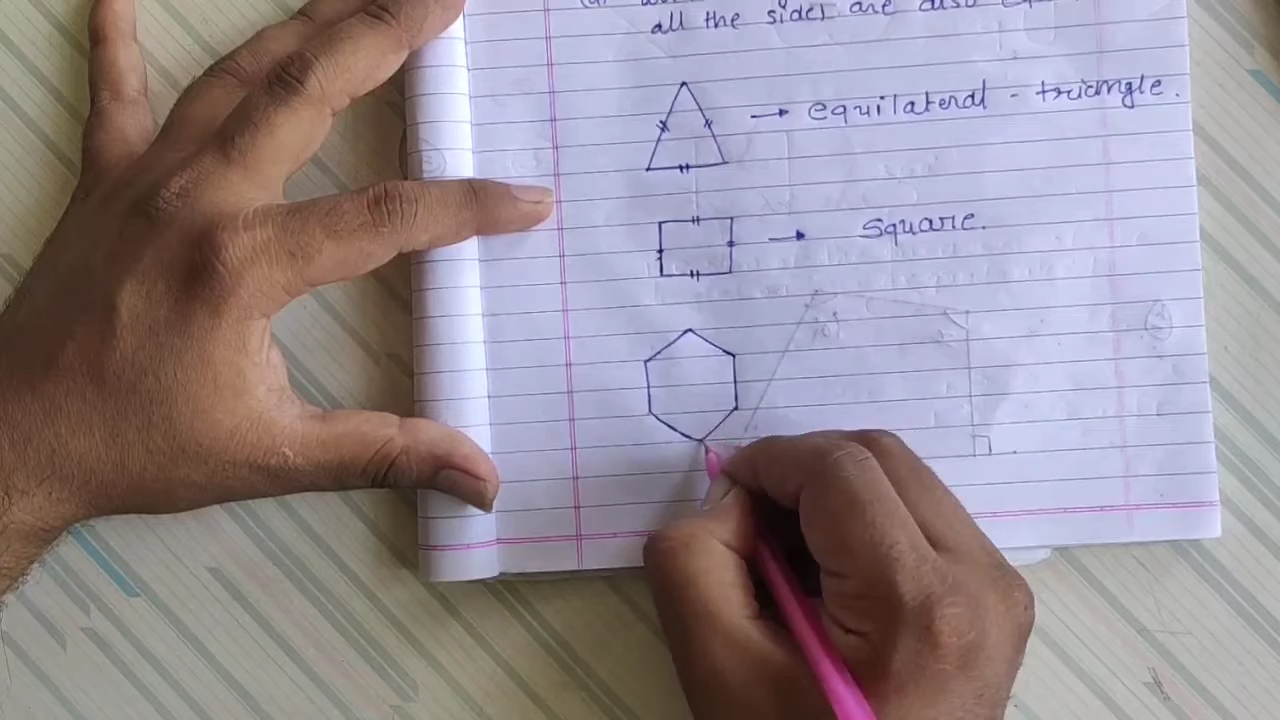 all the sides are also
→ equilateral - triangle.
→ square.